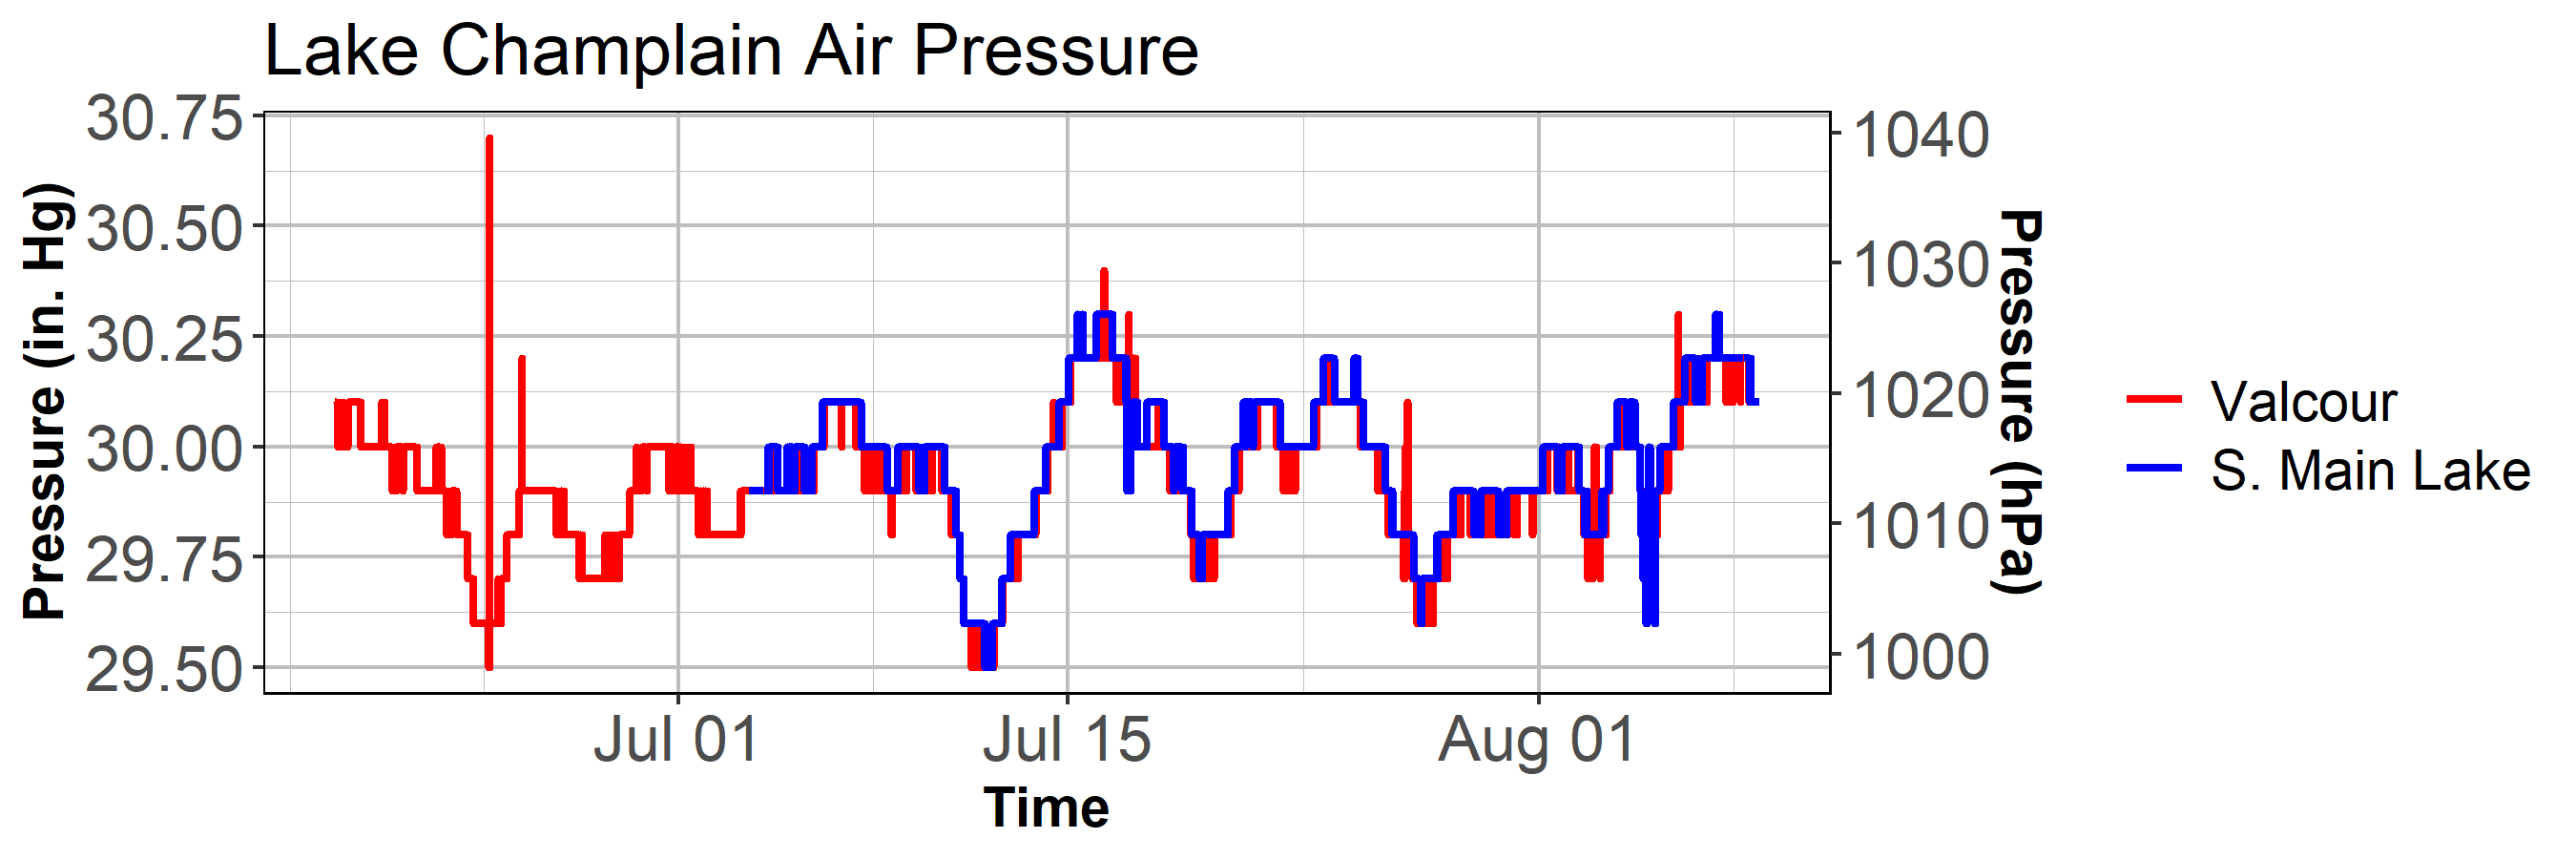 Lake Champlain Air Pressure
Pressure (in. Hg)
30.75
30.50
30.25
30.00
29.75
29.50
1040
1030
1020
1010
1000
Pressure (hPa)
Jul 01
Jul 15
Aug 01
Time
Valcour
S. Main Lake